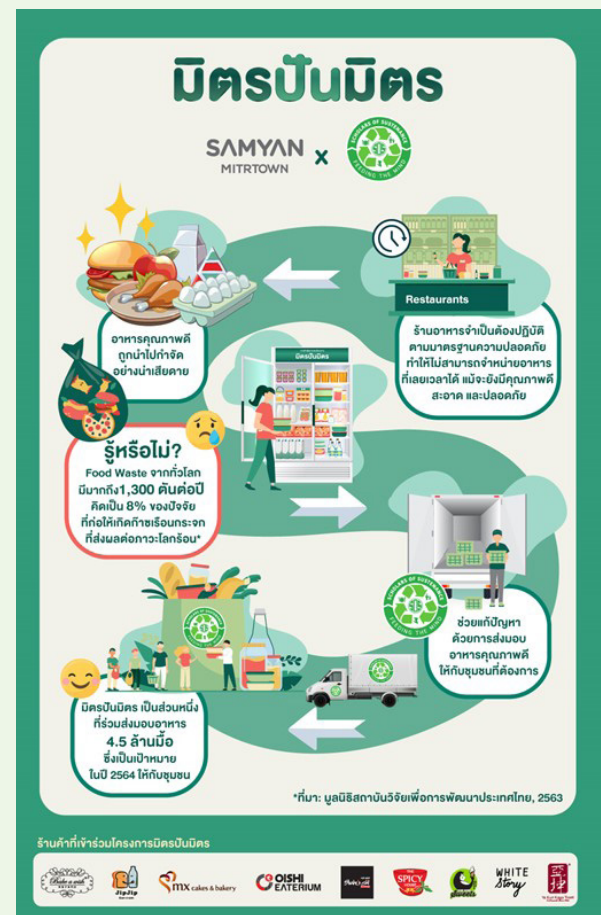 มิตรปันมิตร
SAMYAN
MITRTOWN
x
SCHOLARS OF SUSTENANCE
FEEDING THE MIND
Restaurants
ร้านอาหารจำเป็นต้องปฏิบัติ
ตามมาตรฐานความปลอดภัย
ทำให้ไม่สามารถจำหน่ายอาหาร
ที่เลยเวลาได้ แม้จะยังมีคุณภาพดี
สะอาด และปลอดภัย
อาหารคุณภาพดี
ถูกนำไปกำจัด
อย่างน่าเสียดาย
มิตรปันมิตร
รู้หรือไม่?
Food Waste จากทั่วโลก
มีมากถึง1,300 ตันต่อปี
คิดเป็น 8% ของปัจจัย
ที่ก่อให้เกิดก๊าซเรือนกระจก
ที่ส่งผลต่อภาวะโลกร้อน*
SCHOLARS OF SUSTENANCE
FEEDING THE MIND
ช่วยแก้ปัญหา
ด้วยการส่งมอบ
อาหารคุณภาพดี
ให้กับชุมชนที่ต้องการ
มิตรปันมิตร เป็นส่วนหนึ่ง
ที่ร่วมส่งมอบอาหาร
4.5 ล้านมื้อ
ซึ่งเป็นเป้าหมาย
ในปี 2564 ให้กับชุมชน
*ที่มา: มูลนิธิสถาบันวิจัยเพื่อการพัฒนาประเทศไทย, 2563
ร้านค้าที่เข้าร่วมโครงการมิตรปันมิตร
Bake a wish
JipJip
mx cakes & bakery
OISHI
EATERIUM
SPICY
WHITE
Story